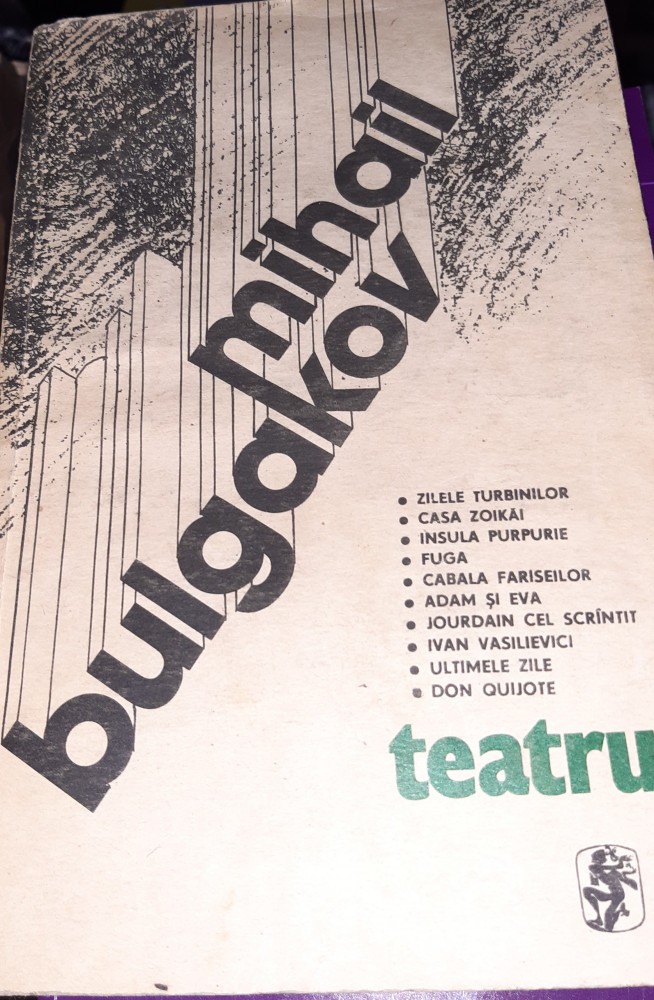 mihail
bulgakov
• ZILELE TURBINILOR
• CASA ZOIKĂI
• INSULA PURPURIE
• FUGA
• CABALA FARISEILOR
• ADAM ȘI EVA
• JOURDAIN CEL SCRÎNTIT
• IVAN VASILIEVICI
• ULTIMELE ZILE
• DON QUIJOTE
teatru